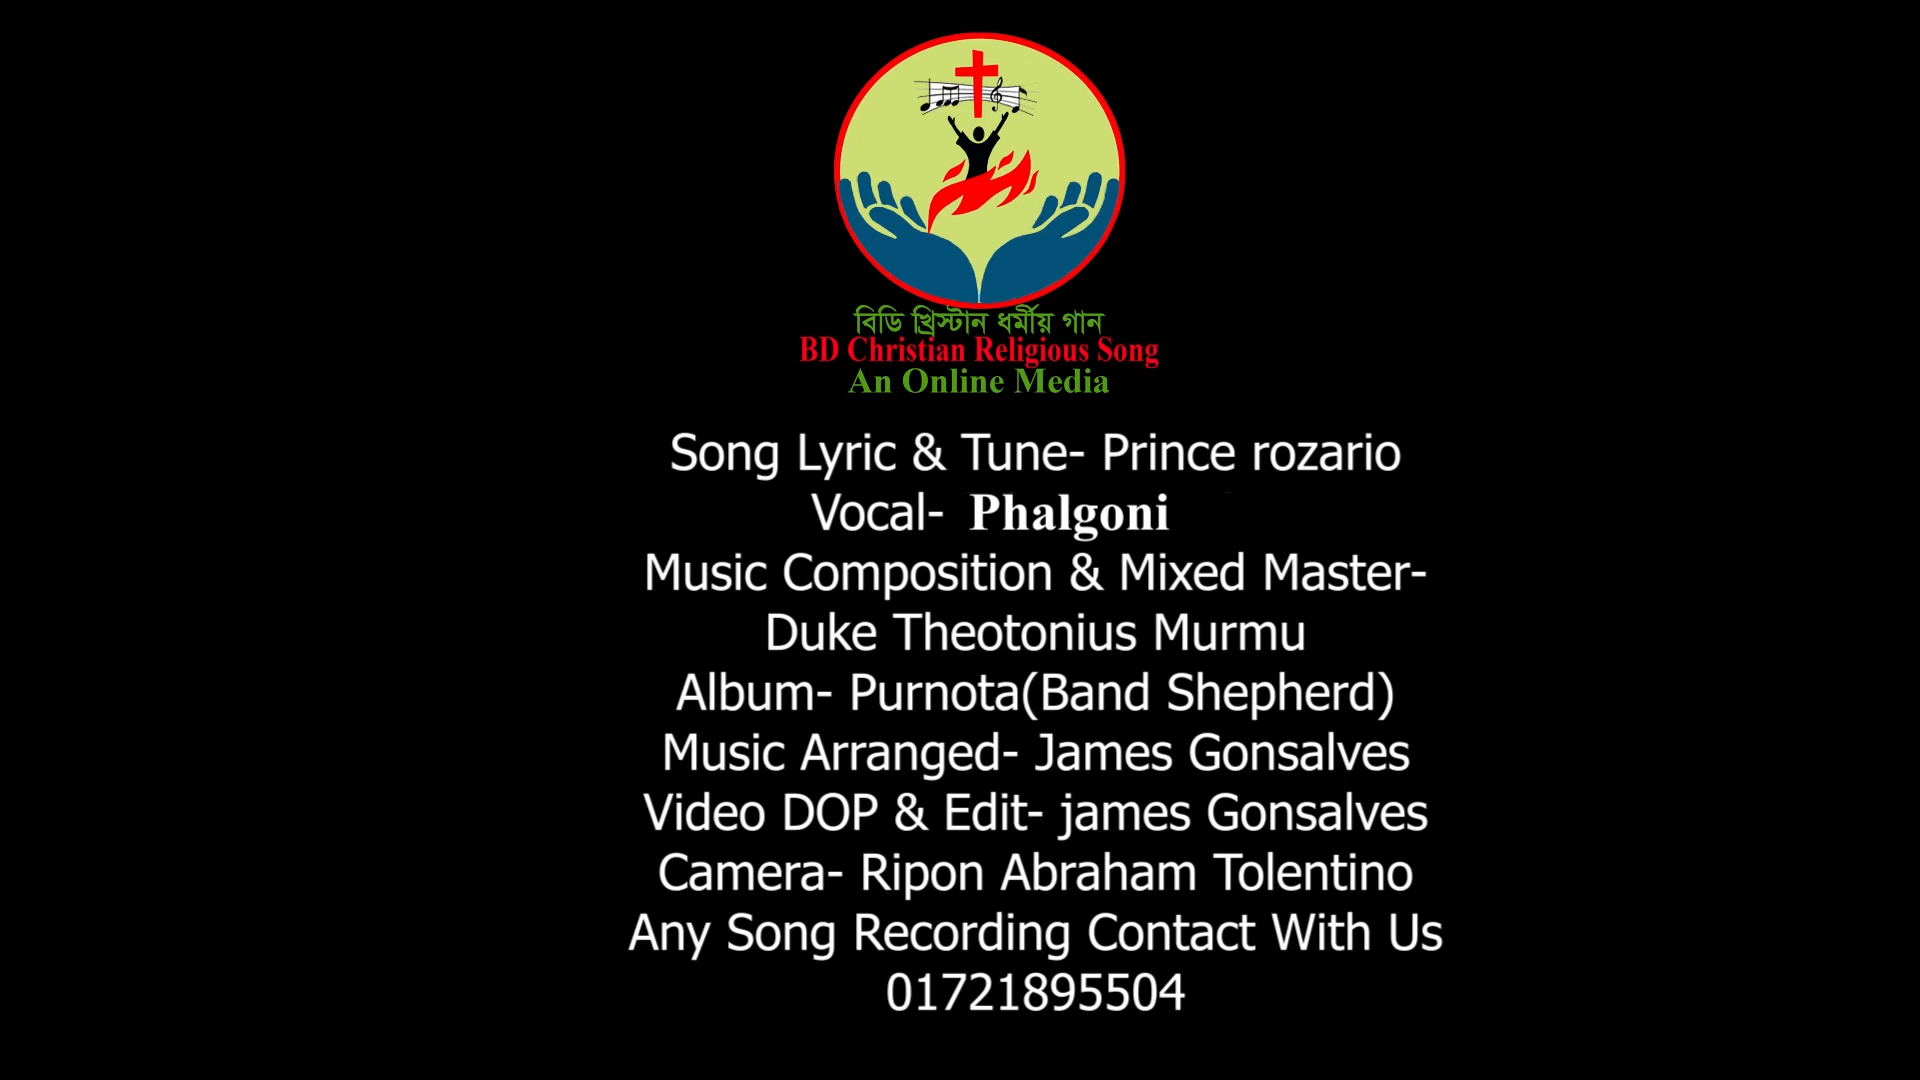 বিডি খ্রিস্টান ধর্মীয় গান
BD Christian Religious Song
An Online Media
Song Lyric & Tune- Prince rozario
Vocal- Phalgoni
Music Composition & Mixed Master-
Duke Theotonius Murmu
Album- Purnota(Band Shepherd)
Music Arranged- James Gonsalves
Video DOP & Edit- james Gonsalves
Camera- Ripon Abraham Tolentino
Any Song Recording Contact With Us
01721895504